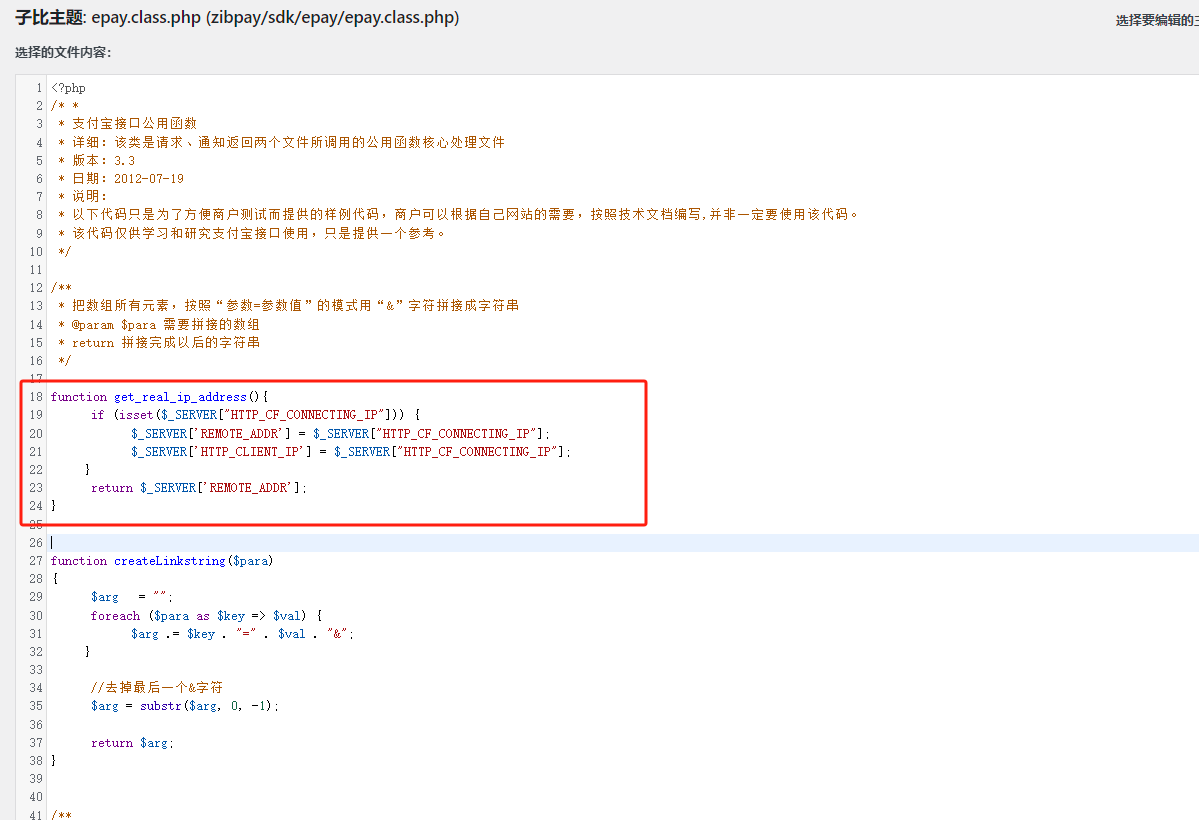 子比主题: epay.class.php (zibpay/sdk/epay/epay.class.php)
选择要编辑的主
选择的文件内容：
1 <?php
2 /* *
3  * 支付宝接口公用函数
4  * 详细：该类是请求、通知返回两个文件所调用的公用函数核心处理文件
5  * 版本：3.3
6  * 日期：2012-07-19
7  * 说明：
8  * 以下代码只是为了方便商户测试而提供的样例代码，商户可以根据自己网站的需要，按照技术文档编写,并非一定要使用该代码。
9  * 该代码仅供学习和研究支付宝接口使用，只是提供一个参考。
10  */
11
12 /**
13  * 把数组所有元素，按照“参数=参数值”的模式用“&”字符拼接成字符串
14  * @param $para 需要拼接的数组
15  * return 拼接完成以后的字符串
16  */
17
18 function get_real_ip_address(){
19 if (isset($_SERVER["HTTP_CF_CONNECTING_IP"])) {
20 $_SERVER['REMOTE_ADDR'] = $_SERVER["HTTP_CF_CONNECTING_IP"];
21 $_SERVER['HTTP_CLIENT_IP'] = $_SERVER["HTTP_CF_CONNECTING_IP"];
22 }
23 return $_SERVER['REMOTE_ADDR'];
24 }
25
26
27 function createLinkstring($para)
28 {
29 $arg = "";
30 foreach ($para as $key => $val) {
31 $arg .= $key . "=" . $val . "&";
32 }
33
34 //去掉最后一个&字符
35 $arg = substr($arg, 0, -1);
36
37 return $arg;
38 }
39
40
41 /**